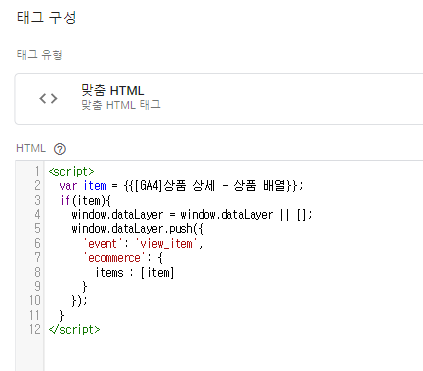 태그 구성
태그 유형
맞춤 HTML
맞춤 HTML 태그
HTML
1 <script>
2 var item = {{[GA4]상품 상세 - 상품 배열}};
3 if(item){
4 window.dataLayer = window.dataLayer || [];
5 window.dataLayer.push({
6 'event': 'view_item',
7 'ecommerce': {
8 items : [item]
9 }
10 });
11 }
12 </script>